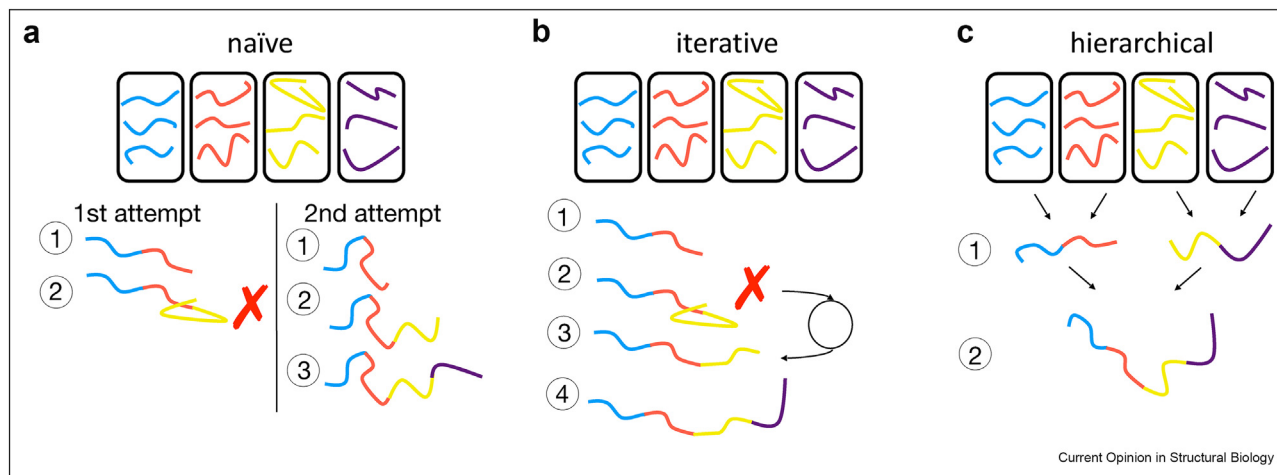 a
naïve
1st attempt
1
2
2nd attempt
1
2
3
b
iterative
1
2
3
4
c
hierarchical
1
2
Current Opinion in Structural Biology